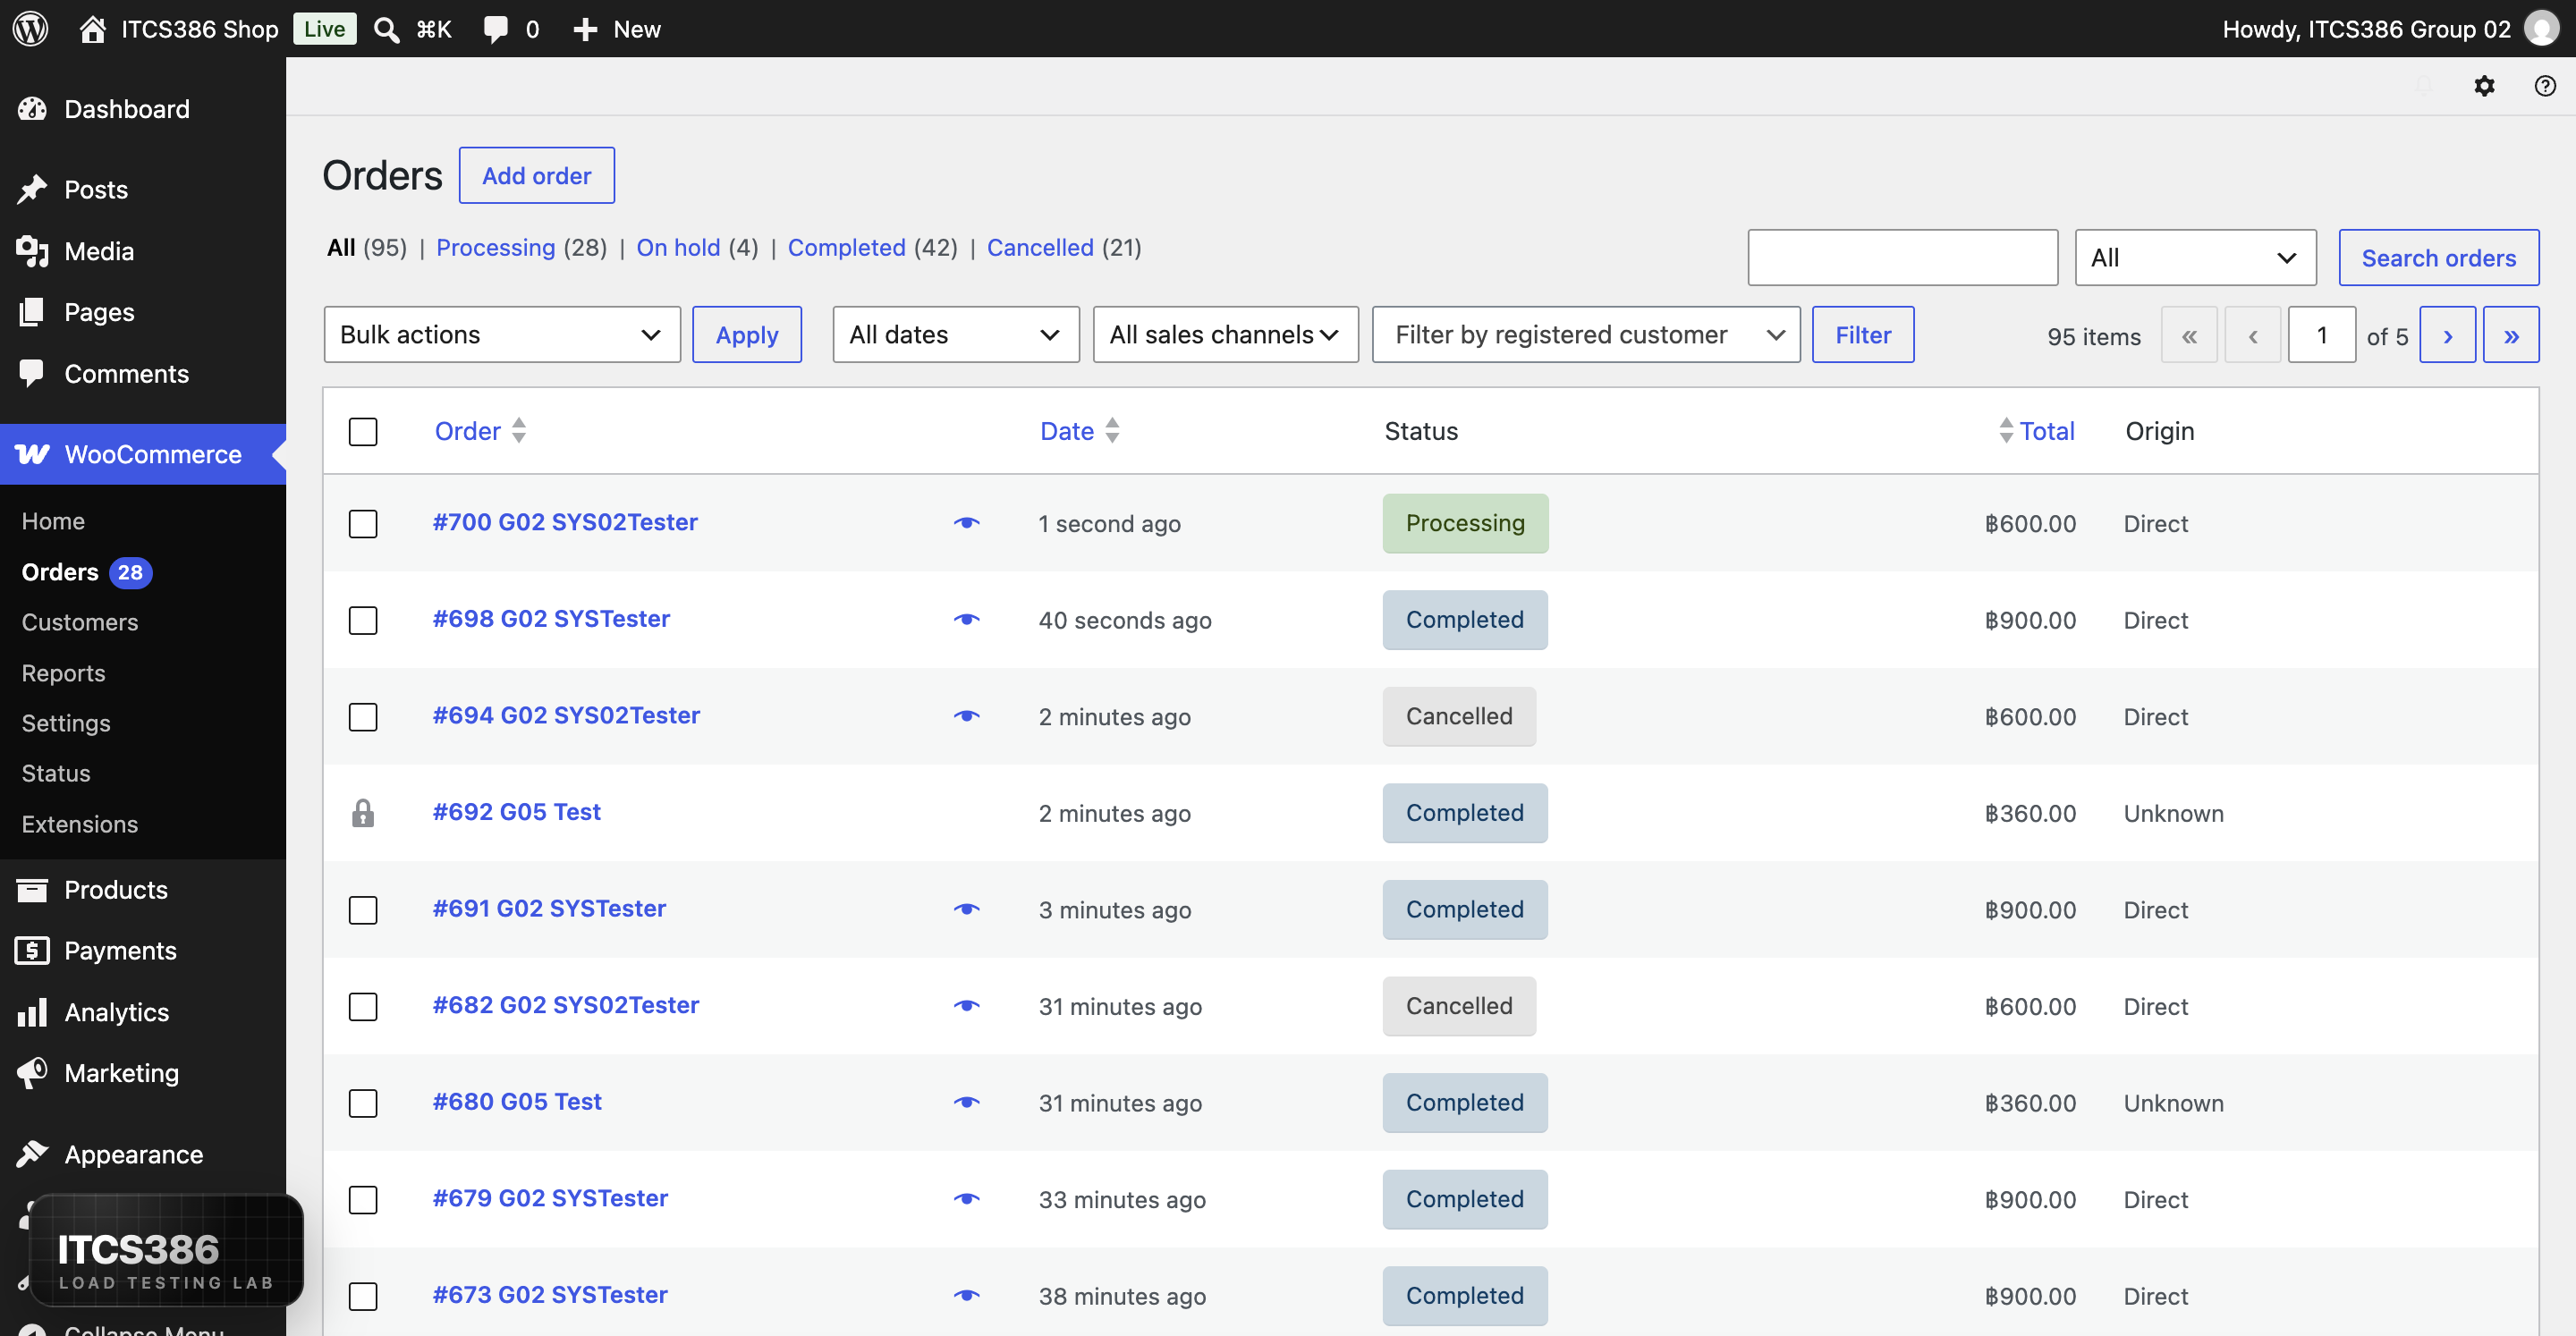 ITCS386 Shop Live ⌘K 0 New Howdy, ITCS386 Group 02
Dashboard
Posts
Media
Pages
Comments
WooCommerce
Home
Orders 28
Customers
Reports
Settings
Status
Extensions
Products
Payments
Analytics
Marketing
Appearance
ITCS386
LOAD TESTING LAB
Collapse Menu
Orders Add order
All (95) | Processing (28) | On hold (4) | Completed (42) | Cancelled (21)
All Search orders
Bulk actions Apply All dates All sales channels Filter by registered customer Filter 95 items « ‹ 1 of 5 › »
Order Date Status Total Origin
#700 G02 SYS02Tester 1 second ago Processing ฿600.00 Direct
#698 G02 SYSTester 40 seconds ago Completed ฿900.00 Direct
#694 G02 SYS02Tester 2 minutes ago Cancelled ฿600.00 Direct
#692 G05 Test 2 minutes ago Completed ฿360.00 Unknown
#691 G02 SYSTester 3 minutes ago Completed ฿900.00 Direct
#682 G02 SYS02Tester 31 minutes ago Cancelled ฿600.00 Direct
#680 G05 Test 31 minutes ago Completed ฿360.00 Unknown
#679 G02 SYSTester 33 minutes ago Completed ฿900.00 Direct
#673 G02 SYSTester 38 minutes ago Completed ฿900.00 Direct